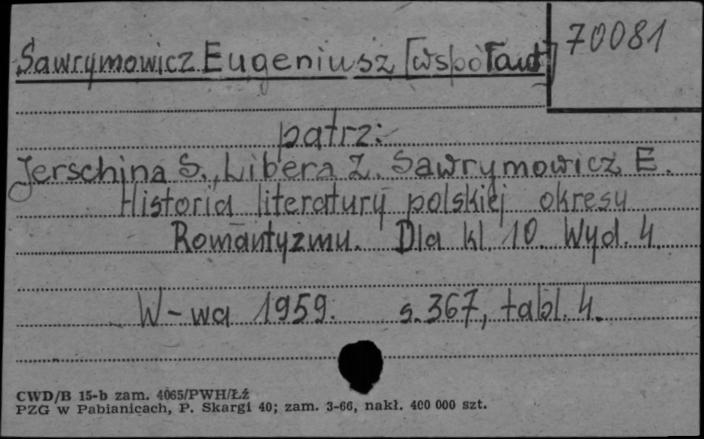 Sawrymowicz Eugeniusz [współaut]
70081
patrz:
Jerschina S., Libera Z. Sawrymowicz E.
Historia literatury polskiej okresu
Romantyzmu. Dla kl. 10. Wyd. 4.
W-wa 1959. s. 367, tabl. 4.
CWD/B 15-b zam. 4065/PWH/Łź
PZG w Pabianicach, P. Skargi 40; zam. 3-66, nakł. 400 000 szt.